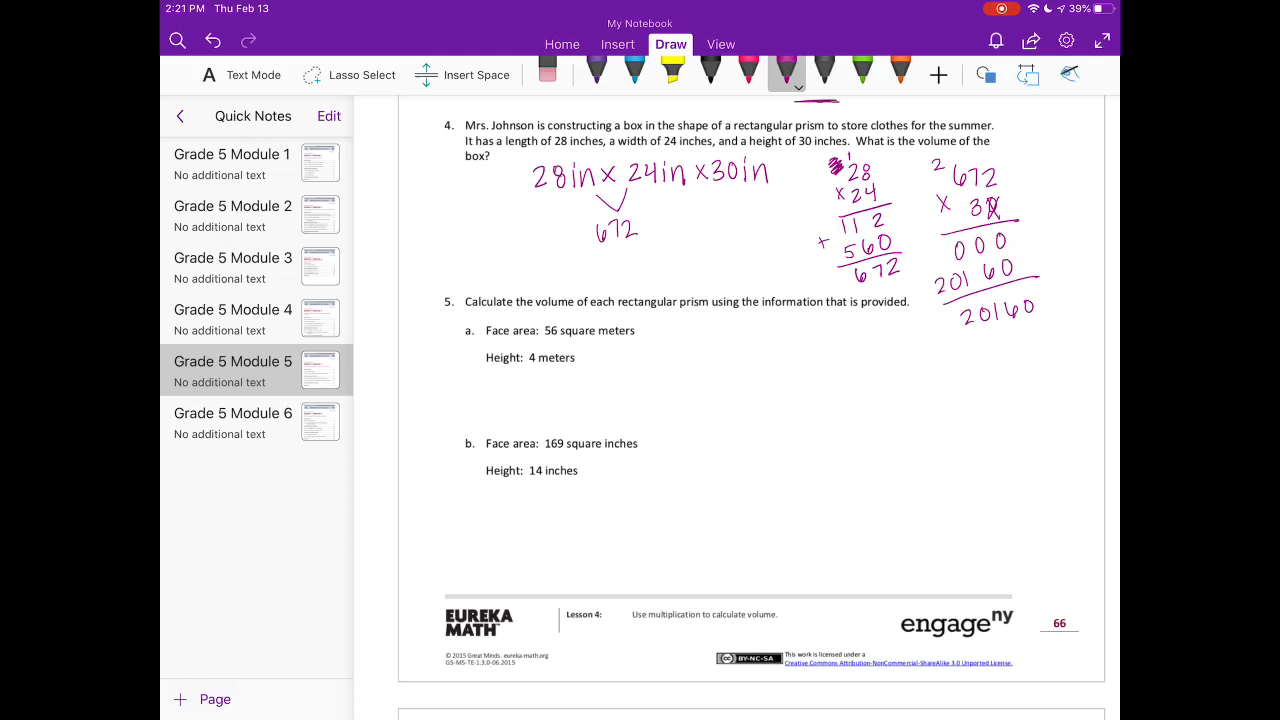 2:21 PM Thu Feb 13
My Notebook
39%
Home Insert Draw View
A Text Mode Lasso Select Insert Space
Quick Notes Edit
Grade 5 Module 1
No additional text
Grade 5 Module 2
No additional text
Grade 5 Module 3
No additional text
Grade 5 Module 4
No additional text
Grade 5 Module 5
No additional text
Grade 5 Module 6
No additional text
+ Page
4. Mrs. Johnson is constructing a box in the shape of a rectangular prism to store clothes for the summer.
It has a length of 28 inches, a width of 24 inches, and a height of 30 inches. What is the volume of the
box?
28in x 24in x 30in
672
1
28
x 24
112
+ 560
672
2
672
x 30
000
20160
20160
5. Calculate the volume of each rectangular prism using the information that is provided.
a. Face area: 56 square meters
Height: 4 meters
b. Face area: 169 square inches
Height: 14 inches
EUREKA
MATH™
Lesson 4: Use multiplication to calculate volume.
engageny
66
© 2015 Great Minds. eureka-math.org
G5-M5-TE-1.3.0-06.2015
cc BY-NC-SA
This work is licensed under a
Creative Commons Attribution-NonCommercial-ShareAlike 3.0 Unported License.